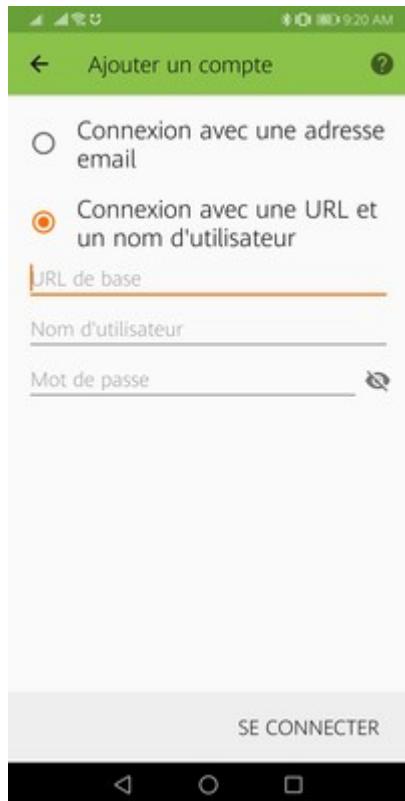 9:20 AM
Ajouter un compte
Connexion avec une adresse
email
Connexion avec une URL et
un nom d'utilisateur
URL de base
Nom d'utilisateur
Mot de passe
SE CONNECTER